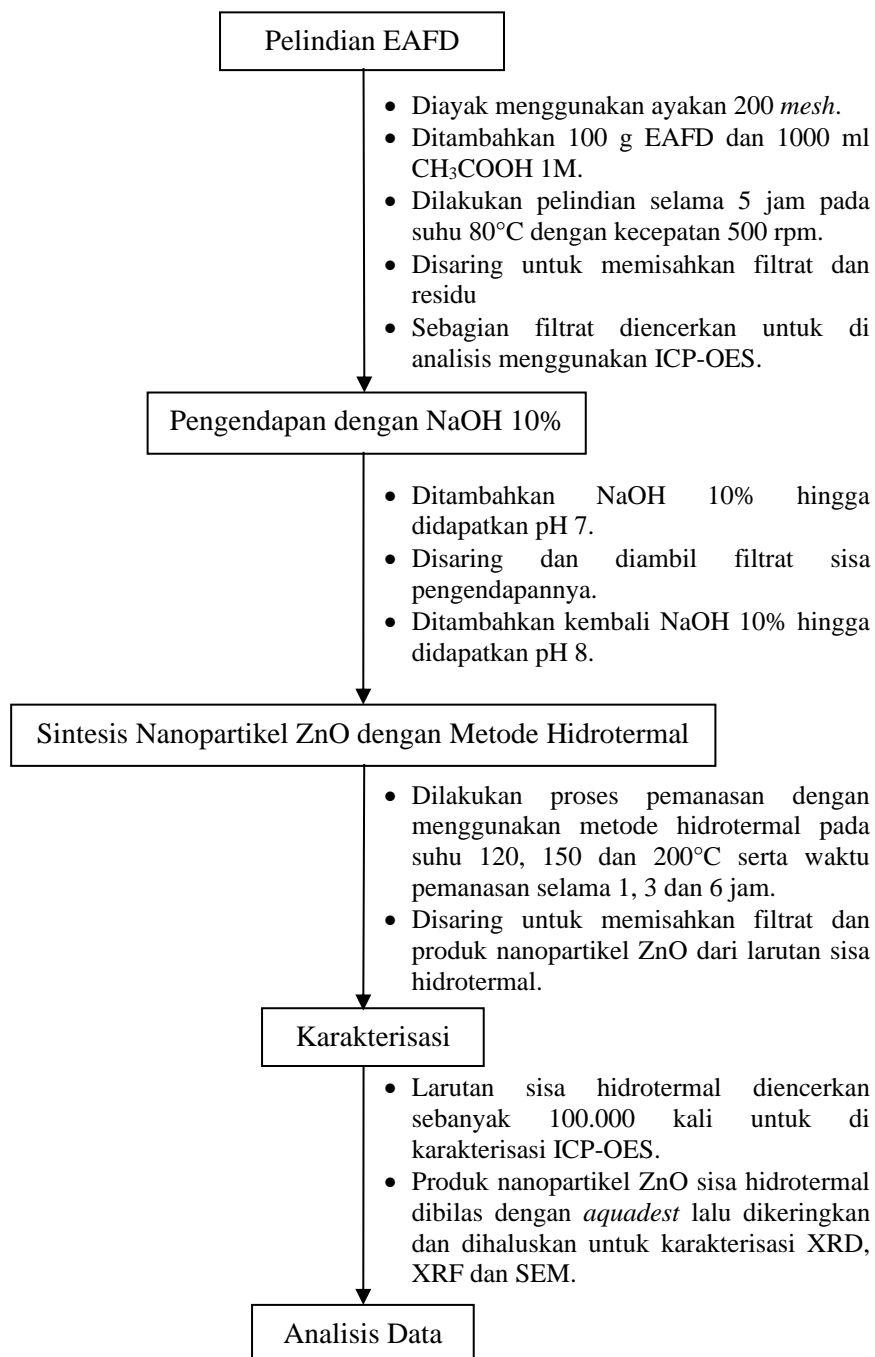 Pelindian EAFD
• Diayak menggunakan ayakan 200 mesh.
• Ditambahkan 100 g EAFD dan 1000 ml
CH₃COOH 1M.
• Dilakukan pelindian selama 5 jam pada
suhu 80°C dengan kecepatan 500 rpm.
• Disaring untuk memisahkan filtrat dan
residu
• Sebagian filtrat diencerkan untuk di
analisis menggunakan ICP-OES.
Pengendapan dengan NaOH 10%
• Ditambahkan NaOH 10% hingga
didapatkan pH 7.
• Disaring dan diambil filtrat sisa
pengendapannya.
• Ditambahkan kembali NaOH 10% hingga
didapatkan pH 8.
Sintesis Nanopartikel ZnO dengan Metode Hidrotermal
• Dilakukan proses pemanasan dengan
menggunakan metode hidrotermal pada
suhu 120, 150 dan 200°C serta waktu
pemanasan selama 1, 3 dan 6 jam.
• Disaring untuk memisahkan filtrat dan
produk nanopartikel ZnO dari larutan sisa
hidrotermal.
Karakterisasi
• Larutan sisa hidrotermal diencerkan
sebanyak 100.000 kali untuk di
karakterisasi ICP-OES.
• Produk nanopartikel ZnO sisa hidrotermal
dibilas dengan aquadest lalu dikeringkan
dan dihaluskan untuk karakterisasi XRD,
XRF dan SEM.
Analisis Data